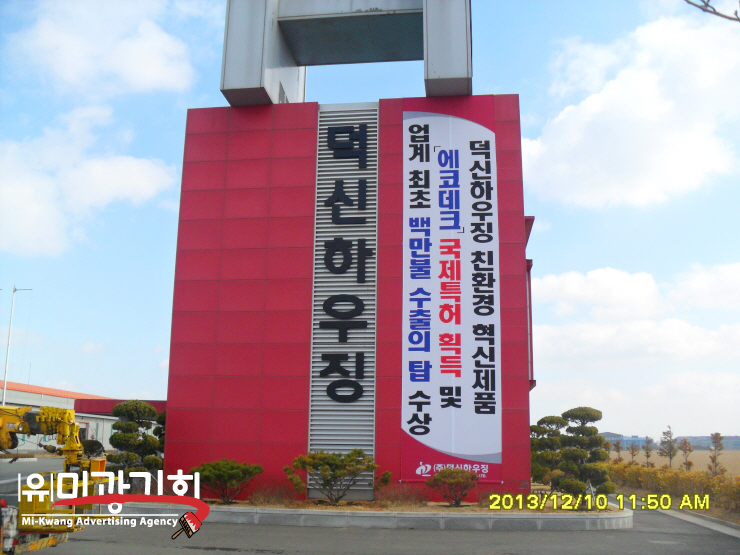 덕신하우징
덕신하우징 친환경 혁신제품
「에코데크」 국제특허 획득 및
업계 최초 백만불 수출의 탑 수상
(주)덕신하우징
(유)미광기획
Mi-Kwang Advertising Agency
2013/12/10 11:50 AM